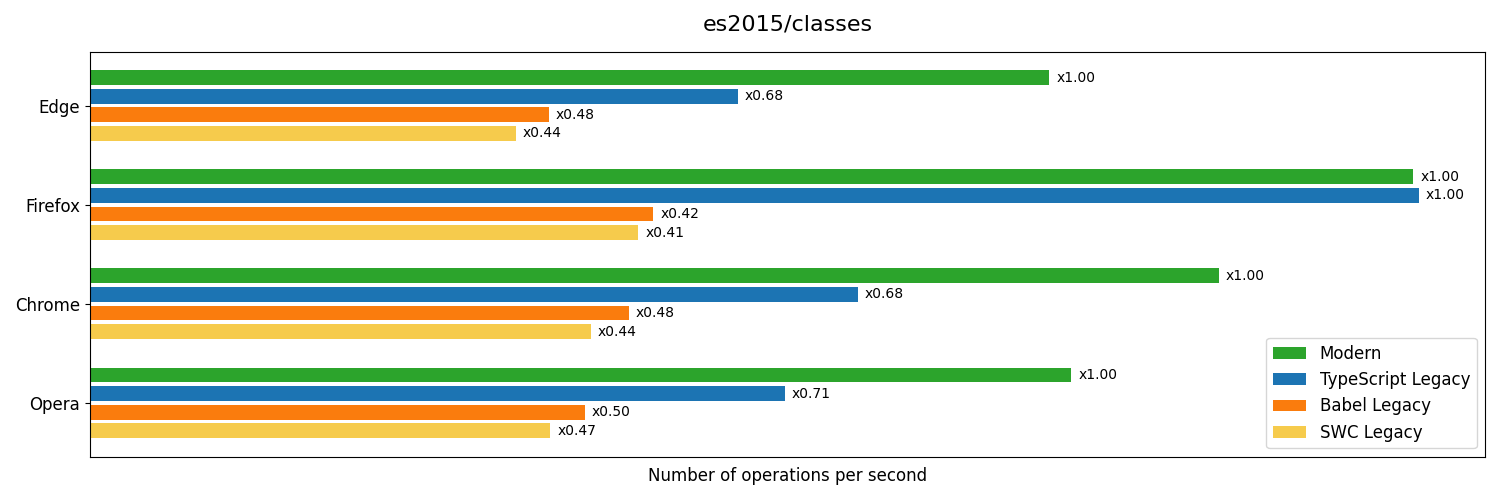 es2015/classes
Edge
x1.00
x0.68
x0.48
x0.44
Firefox
x1.00
x1.00
x0.42
x0.41
Chrome
x1.00
x0.68
x0.48
x0.44
Opera
x1.00
x0.71
x0.50
x0.47
Modern
TypeScript Legacy
Babel Legacy
SWC Legacy
Number of operations per second